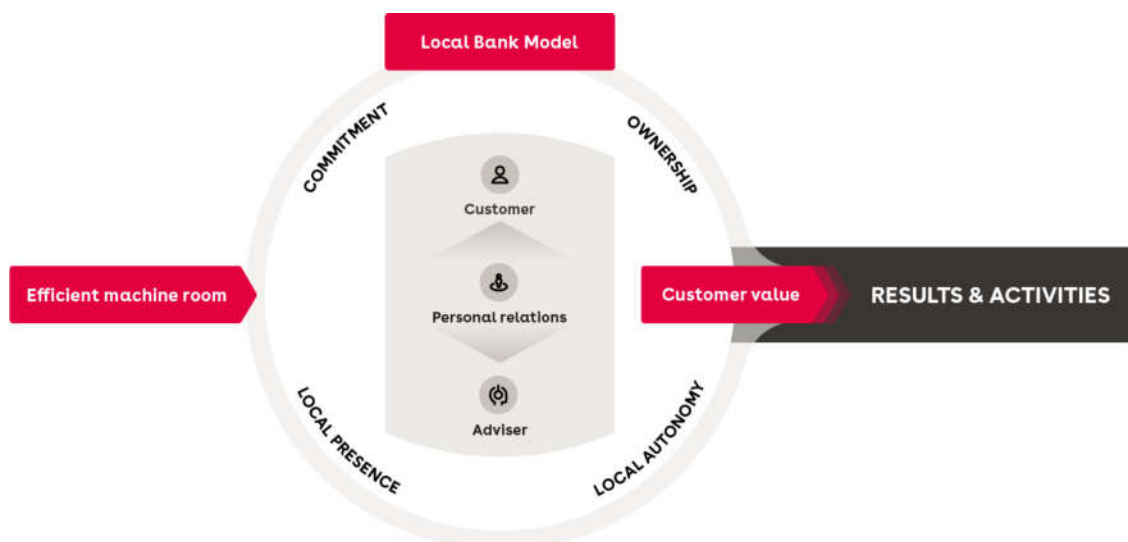 Local Bank Model
COMMITMENT
OWNERSHIP
Customer
Efficient machine room
Personal relations
Customer value
RESULTS & ACTIVITIES
Adviser
LOCAL PRESENCE
LOCAL AUTONOMY